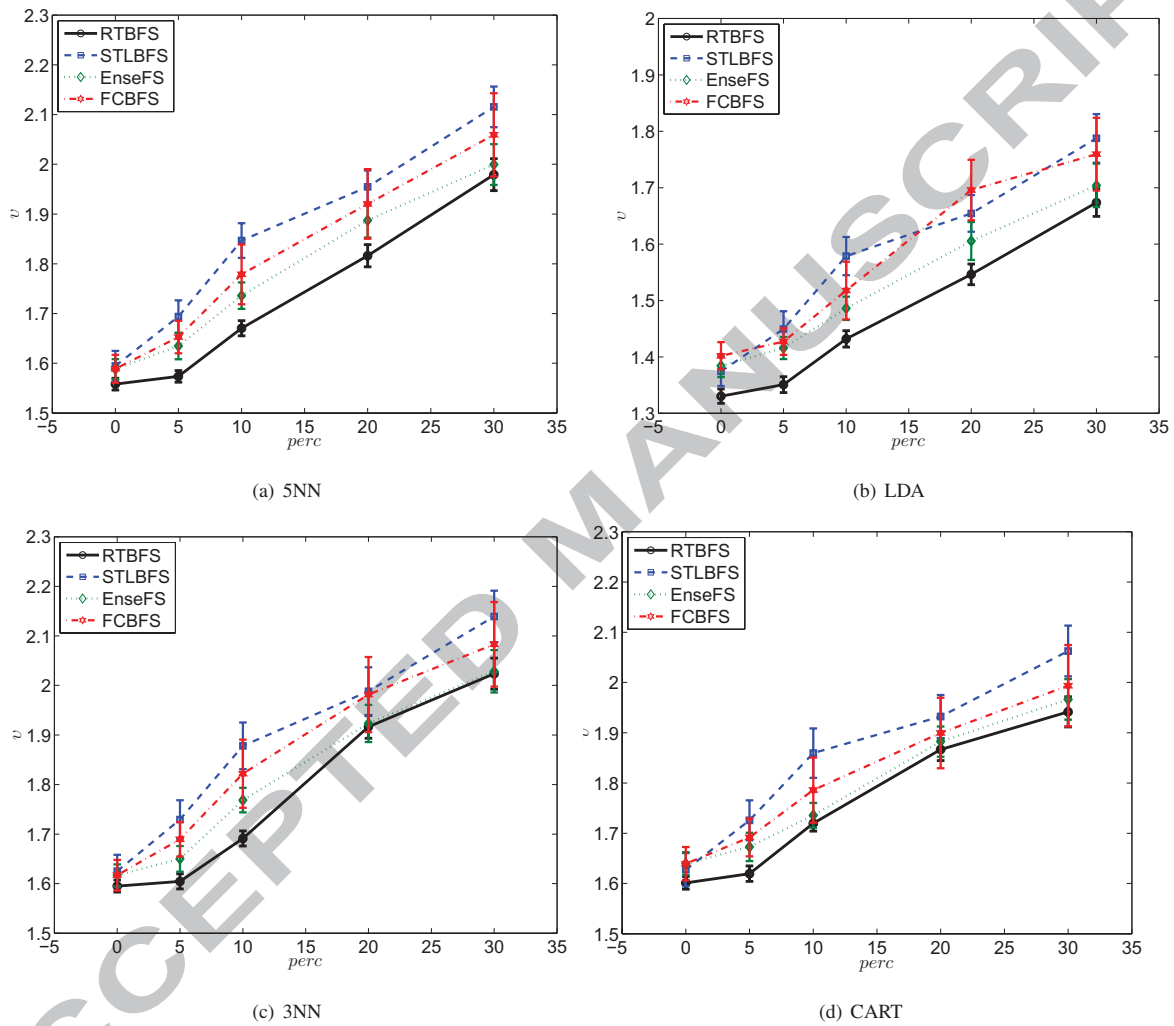 2.3
2.2
2.1
2
1.9
1.8
1.7
1.6
1.5
υ
RTBFS
STLBFS
EnseFS
FCBFS
−5 0 5 10 15 20 25 30 35
perc
(a) 5NN
2
1.9
1.8
1.7
1.6
1.5
1.4
1.3
υ
RTBFS
STLBFS
EnseFS
FCBFS
−5 0 5 10 15 20 25 30 35
perc
(b) LDA
2.3
2.2
2.1
2
1.9
1.8
1.7
1.6
1.5
υ
RTBFS
STLBFS
EnseFS
FCBFS
−5 0 5 10 15 20 25 30 35
perc
(c) 3NN
2.3
2.2
2.1
2
1.9
1.8
1.7
1.6
1.5
υ
RTBFS
STLBFS
EnseFS
FCBFS
−5 0 5 10 15 20 25 30 35
perc
(d) CART
CCEPTED MANUSCRIP